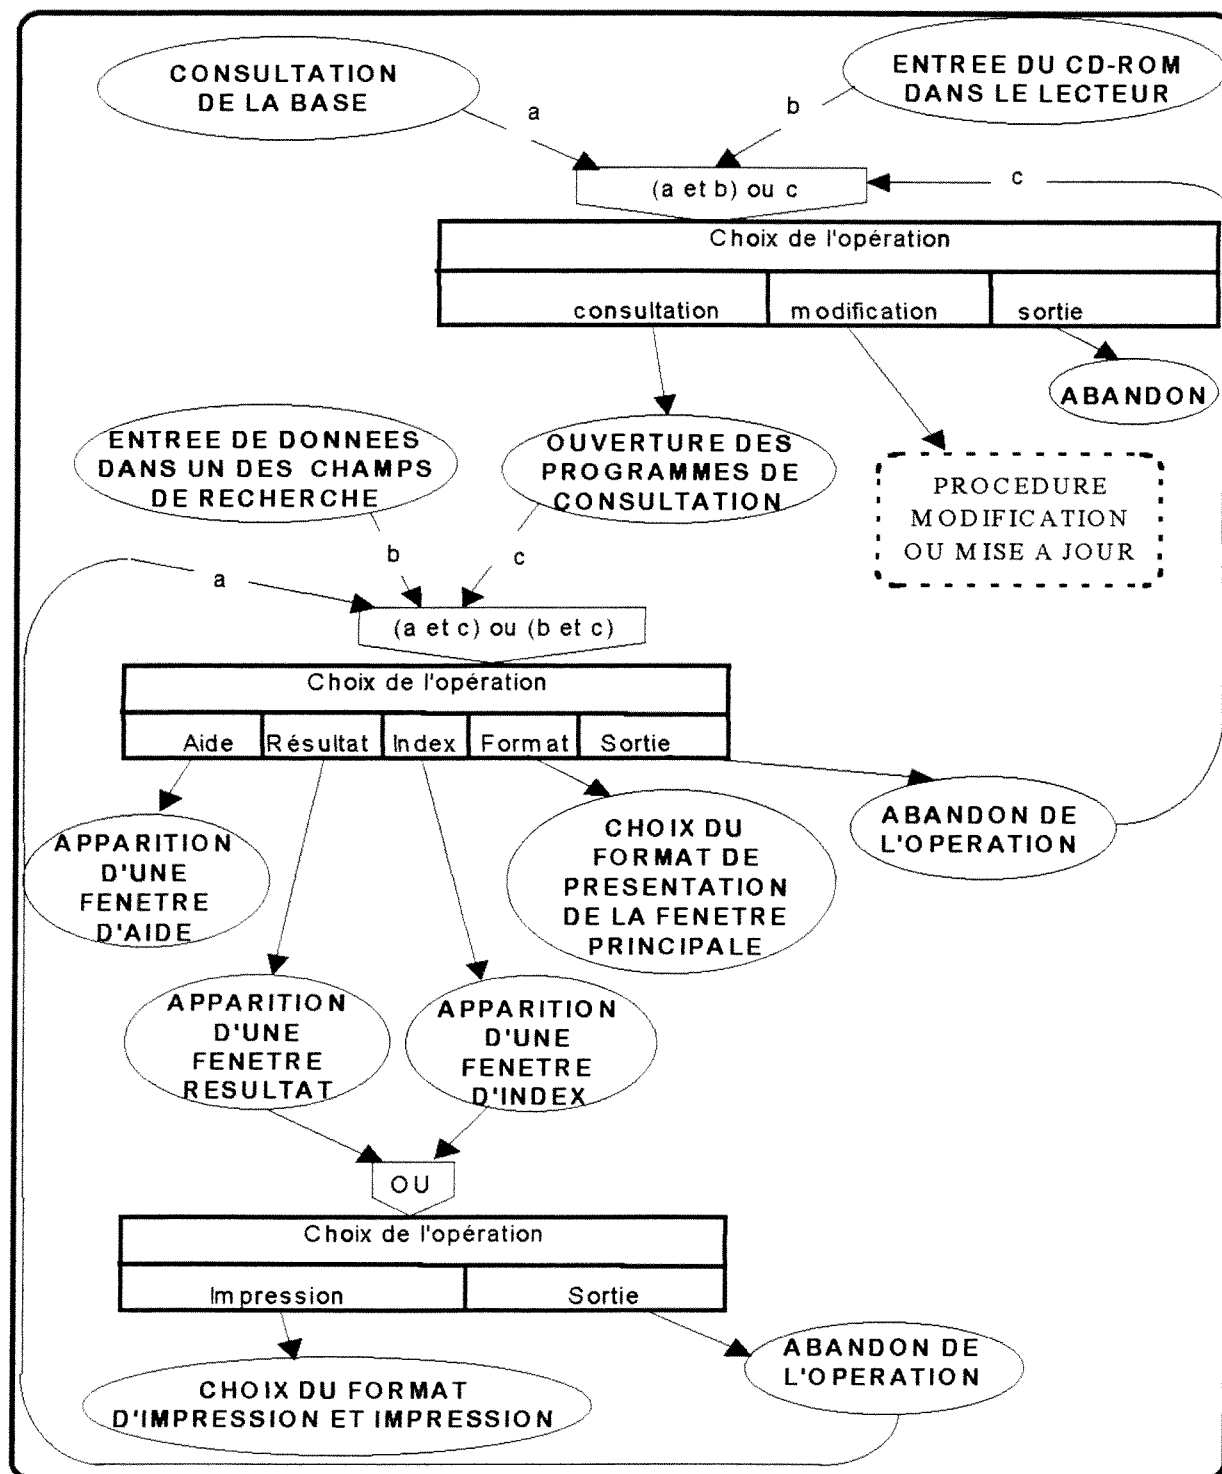 CONSULTATION
DE LA BASE
ENTREE DU CD-ROM
DANS LE LECTEUR
a
b
(a et b) ou c
c
Choix de l'opération
consultation
modification
sortie
ABANDON
ENTREE DE DONNEES
DANS UN DES CHAMPS
DE RECHERCHE
OUVERTURE DES
PROGRAMMES DE
CONSULTATION
PROCEDURE
MODIFICATION
OU MISE A JOUR
a
b
c
(a et c) ou (b et c)
Choix de l'opération
Aide
Résultat
Index
Format
Sortie
APPARITION
D'UNE
FENETRE
D'AIDE
CHOIX DU
FORMAT DE
PRESENTATION
DE LA FENETRE
PRINCIPALE
ABANDON DE
L'OPERATION
APPARITION
D'UNE
FENETRE
RESULTAT
APPARITION
D'UNE
FENETRE
D'INDEX
OU
Choix de l'opération
Impression
Sortie
CHOIX DU FORMAT
D'IMPRESSION ET IMPRESSION
ABANDON DE
L'OPERATION